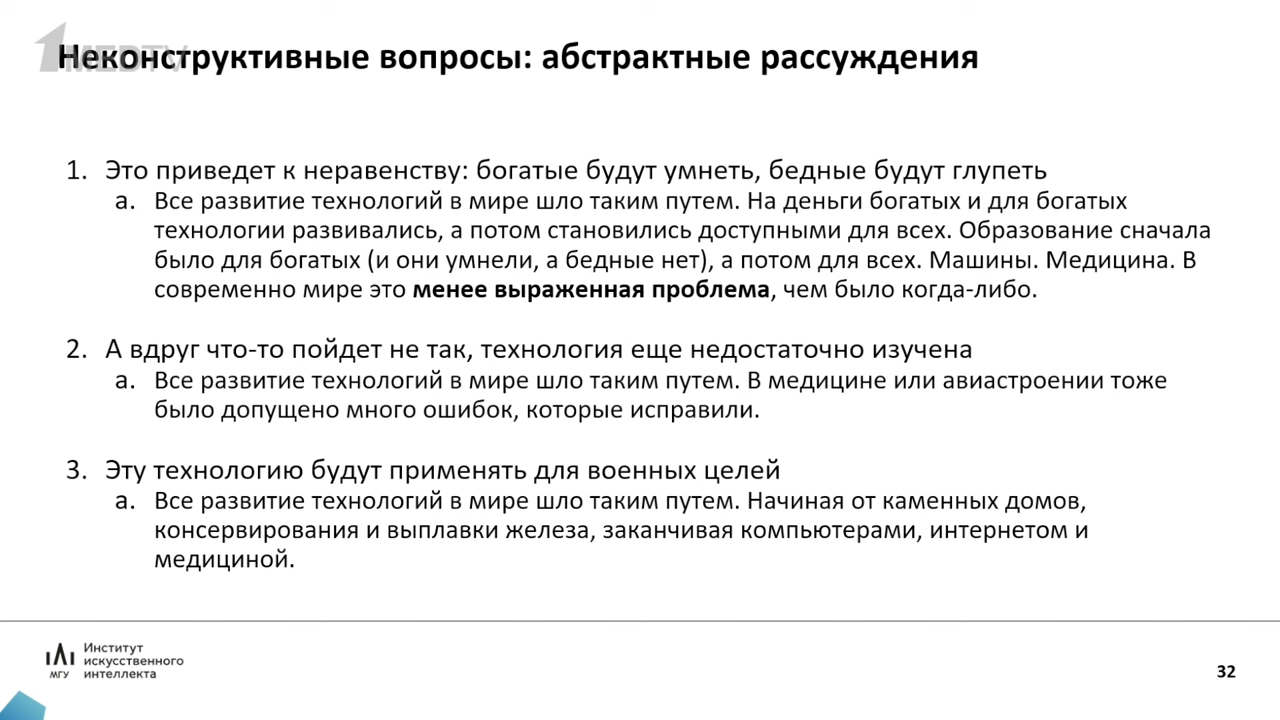 1MEDTV
Неконструктивные вопросы: абстрактные рассуждения
1. Это приведет к неравенству: богатые будут умнеть, бедные будут глупеть
a. Все развитие технологий в мире шло таким путем. На деньги богатых и для богатых
технологии развивались, а потом становились доступными для всех. Образование сначала
было для богатых (и они умнели, а бедные нет), а потом для всех. Машины. Медицина. В
современно мире это менее выраженная проблема, чем было когда-либо.
2. А вдруг что-то пойдет не так, технология еще недостаточно изучена
a. Все развитие технологий в мире шло таким путем. В медицине или авиастроении тоже
было допущено много ошибок, которые исправили.
3. Эту технологию будут применять для военных целей
a. Все развитие технологий в мире шло таким путем. Начиная от каменных домов,
консервирования и выплавки железа, заканчивая компьютерами, интернетом и
медициной.
Институт
искусственного
интеллекта
МГУ
32